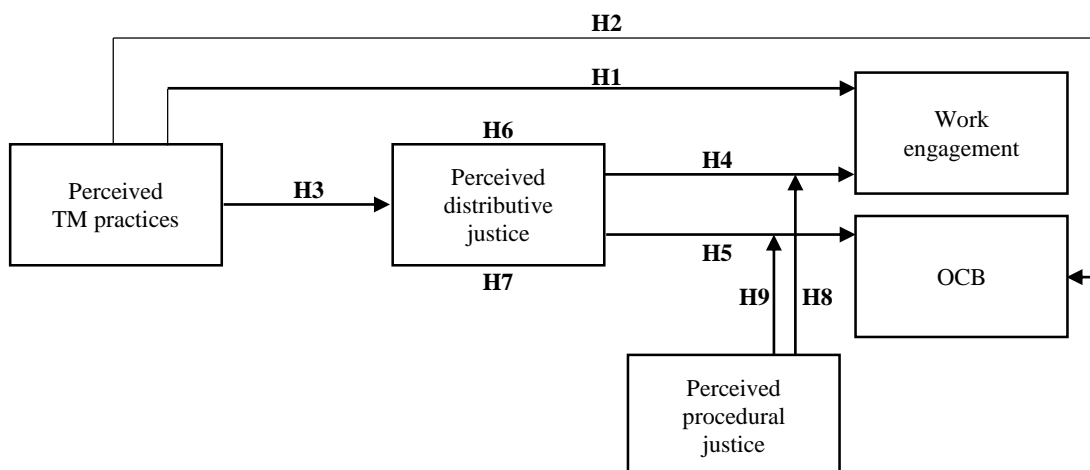 H2
H1
Work
engagement
H6
H4
Perceived
TM practices
H3
Perceived
distributive
justice
H5
OCB
H7
H9
H8
Perceived
procedural
justice